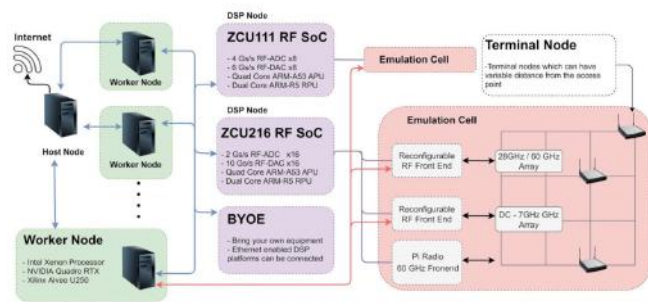 Internet
Host Node
Worker Node
Worker Node
Worker Node
- Intel Xenon Processor
- NVIDIA Quadro RTX
- Xilinx Alveo U250
DSP Node
ZCU111 RF SoC
- 4 Gs/s RF-ADC x8
- 6 Gs/s RF-DAC x8
- Quad Core ARM-A53 APU
- Dual Core ARM-R5 RPU
DSP Node
ZCU216 RF SoC
- 2 Gs/s RF-ADC x16
- 10 Gs/s RF-DAC x16
- Quad Core ARM-A53 APU
- Dual Core ARM-R5 RPU
BYOE
- Bring your own equipment
- Ethernet enabled DSP
platforms can be connected
Emulation Cell
Terminal Node
-Terminal nodes which can have
variable distance from the access
point
Emulation Cell
Reconfigurable
RF Front End
28GHz / 60 GHz
Array
Reconfigurable
RF Front End
DC - 7GHz GHz
Array
Pi Radio
60 GHz Fronend